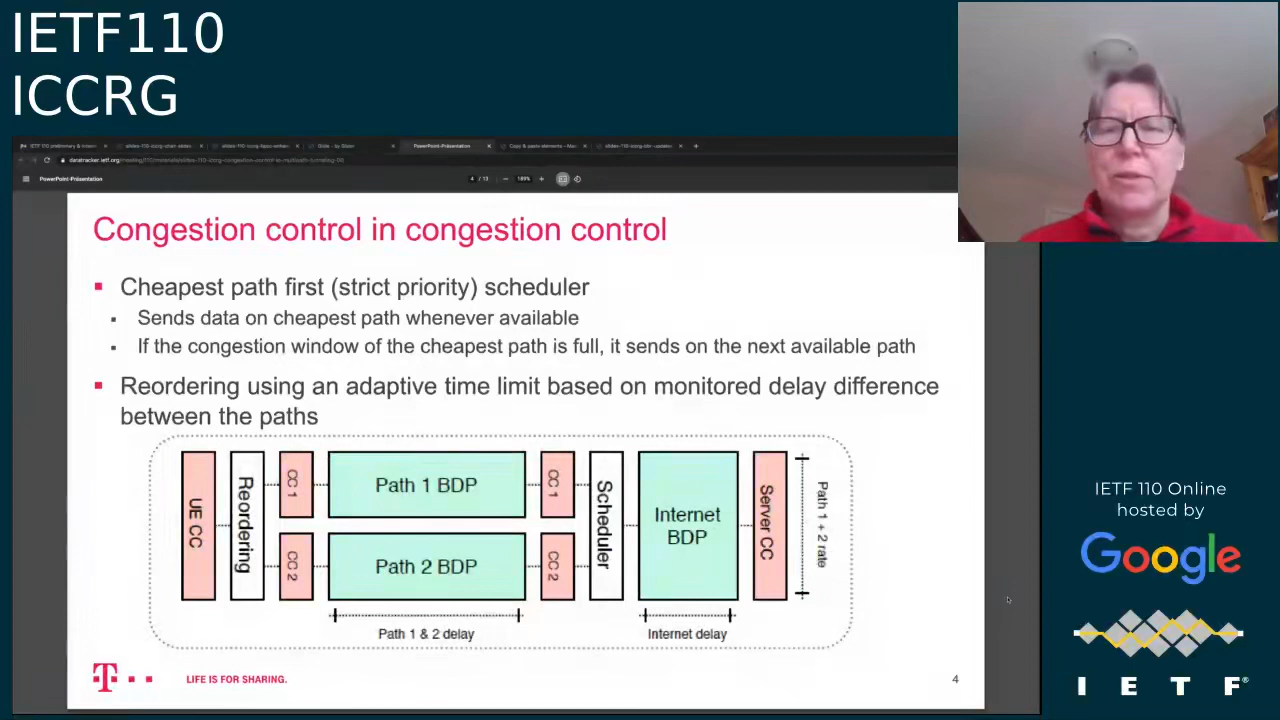 IETF110
ICCRG
PowerPoint-Präsentation
PowerPoint-Präsentation
4 / 13
189%
Congestion control in congestion control
Cheapest path first (strict priority) scheduler
Sends data on cheapest path whenever available
If the congestion window of the cheapest path is full, it sends on the next available path
Reordering using an adaptive time limit based on monitored delay difference
between the paths
UE CC
Reordering
CC 1
Path 1 BDP
CC 1
CC 2
Path 2 BDP
CC 2
Scheduler
Internet
BDP
Server CC
Path 1 + 2 rate
Path 1 & 2 delay
Internet delay
T
LIFE IS FOR SHARING.
4
IETF 110 Online
hosted by
Google
I E T F®